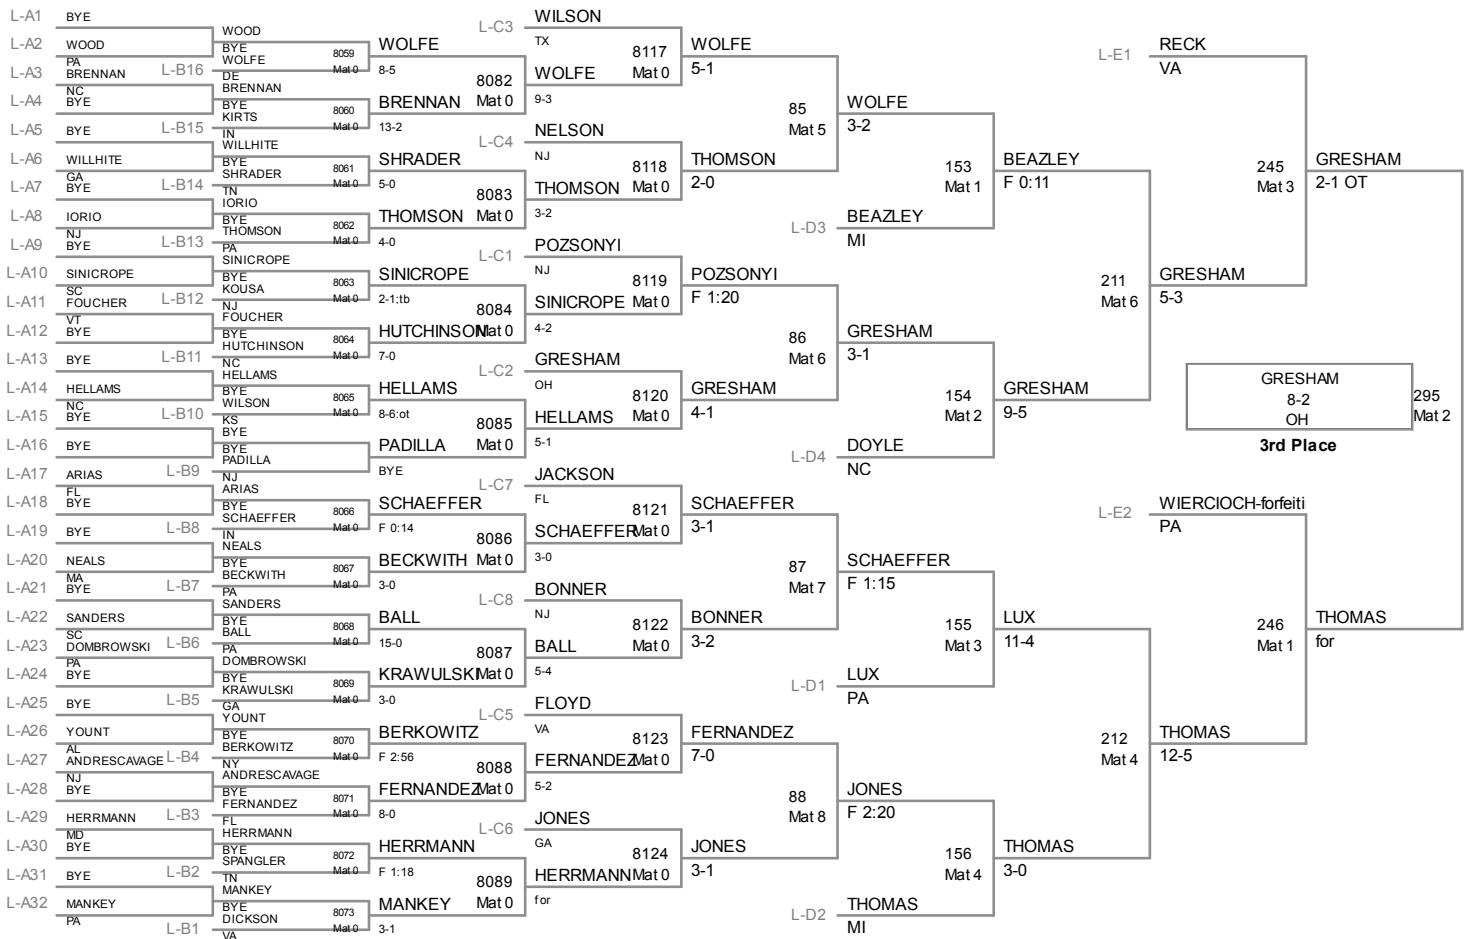 L-A1 BYE
L-A2 WOOD
PA
L-A3 BRENNAN
NC
L-A4 BYE
L-A5 BYE
L-A6 WILLHITE
GA
L-A7 BYE
L-A8 IORIO
NJ
L-A9 BYE
L-A10 SINICROPE
SC
L-A11 FOUCHER
VT
L-A12 BYE
L-A13 BYE
L-A14 HELLAMS
NC
L-A15 BYE
L-A16 BYE
L-A17 ARIAS
FL
L-A18 BYE
L-A19 BYE
L-A20 NEALS
MA
L-A21 BYE
L-A22 SANDERS
SC
L-A23 DOMBROWSKI
PA
L-A24 BYE
L-A25 BYE
L-A26 YOUNT
AL
L-A27 ANDRESCAVAGE
NJ
L-A28 BYE
L-A29 HERRMANN
MD
L-A30 BYE
L-A31 BYE
L-A32 MANKEY
PA
WOOD
BYE
L-B16 WOLFE
DE
8059
Mat 0
BRENNAN
BYE
L-B15 KIRTS
IN
8060
Mat 0
WILLHITE
BYE
L-B14 SHRADER
TN
8061
Mat 0
IORIO
BYE
L-B13 THOMSON
PA
8062
Mat 0
SINICROPE
BYE
L-B12 KOUSA
NJ
8063
Mat 0
FOUCHER
BYE
L-B11 HUTCHINSON
NC
8064
Mat 0
HELLAMS
BYE
L-B10 WILSON
KS
8065
Mat 0
BYE
BYE
L-B9 PADILLA
NJ
ARIAS
BYE
L-B8 SCHAEFFER
IN
8066
Mat 0
NEALS
BYE
L-B7 BECKWITH
PA
8067
Mat 0
SANDERS
BYE
L-B6 BALL
PA
8068
Mat 0
DOMBROWSKI
BYE
L-B5 KRAWULSKI
GA
8069
Mat 0
YOUNT
BYE
L-B4 BERKOWITZ
NY
8070
Mat 0
ANDRESCAVAGE
BYE
L-B3 FERNANDEZ
FL
8071
Mat 0
HERRMANN
BYE
L-B2 SPANGLER
TN
8072
Mat 0
MANKEY
BYE
L-B1 DICKSON
VA
8073
Mat 0
WOLFE
8-5
8082
Mat 0
BRENNAN
13-2
SHRADER
5-0
8083
Mat 0
THOMSON
4-0
SINICROPE
2-1:tb
8084
Mat 0
HUTCHINSON
7-0
HELLAMS
8-6:ot
8085
Mat 0
PADILLA
BYE
SCHAEFFER
F 0:14
8086
Mat 0
BECKWITH
3-0
BALL
15-0
8087
Mat 0
KRAWULSKI
3-0
BERKOWITZ
F 2:56
8088
Mat 0
FERNANDEZ
8-0
HERRMANN
F 1:18
8089
Mat 0
MANKEY
3-1
L-C3 WILSON
TX
8117
Mat 0
WOLFE
9-3
L-C4 NELSON
NJ
8118
Mat 0
THOMSON
3-2
L-C1 POZSONYI
NJ
8119
Mat 0
SINICROPE
4-2
L-C2 GRESHAM
OH
8120
Mat 0
HELLAMS
5-1
L-C7 JACKSON
FL
8121
Mat 0
SCHAEFFER
3-0
L-C8 BONNER
NJ
8122
Mat 0
BALL
5-4
L-C5 FLOYD
VA
8123
Mat 0
FERNANDEZ
5-2
L-C6 JONES
GA
8124
Mat 0
HERRMANN
for
WOLFE
5-1
85
Mat 5
THOMSON
2-0
POZSONYI
F 1:20
86
Mat 6
GRESHAM
4-1
SCHAEFFER
3-1
87
Mat 7
BONNER
3-2
FERNANDEZ
7-0
88
Mat 8
JONES
3-1
WOLFE
3-2
153
Mat 1
L-D3 BEAZLEY
MI
GRESHAM
3-1
154
Mat 2
L-D4 DOYLE
NC
SCHAEFFER
F 1:15
155
Mat 3
L-D1 LUX
PA
JONES
F 2:20
156
Mat 4
L-D2 THOMAS
MI
BEAZLEY
F 0:11
211
Mat 6
GRESHAM
9-5
LUX
11-4
212
Mat 4
THOMAS
3-0
L-E1 RECK
VA
245
Mat 3
GRESHAM
5-3
L-E2 WIERCIOCH-forfeiti
PA
246
Mat 1
THOMAS
12-5
GRESHAM
2-1 OT
THOMAS
for
GRESHAM
8-2
OH
295
Mat 2
3rd Place